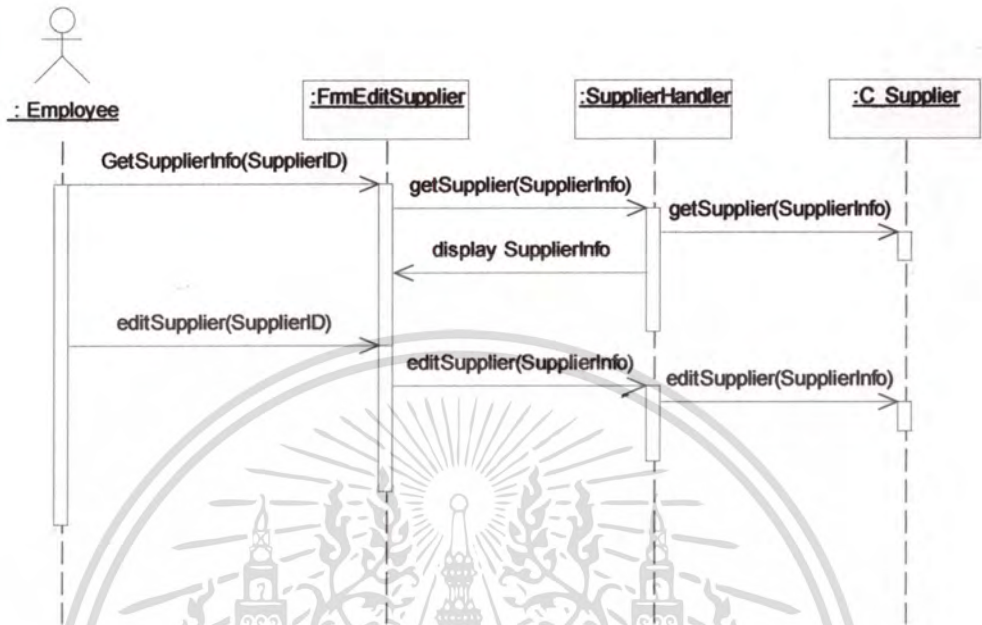 : Employee
:FrmEditSupplier
:SupplierHandler
:C_Supplier
GetSupplierInfo(SupplierID)
getSupplier(SupplierInfo)
getSupplier(SupplierInfo)
display SupplierInfo
editSupplier(SupplierID)
editSupplier(SupplierInfo)
editSupplier(SupplierInfo)